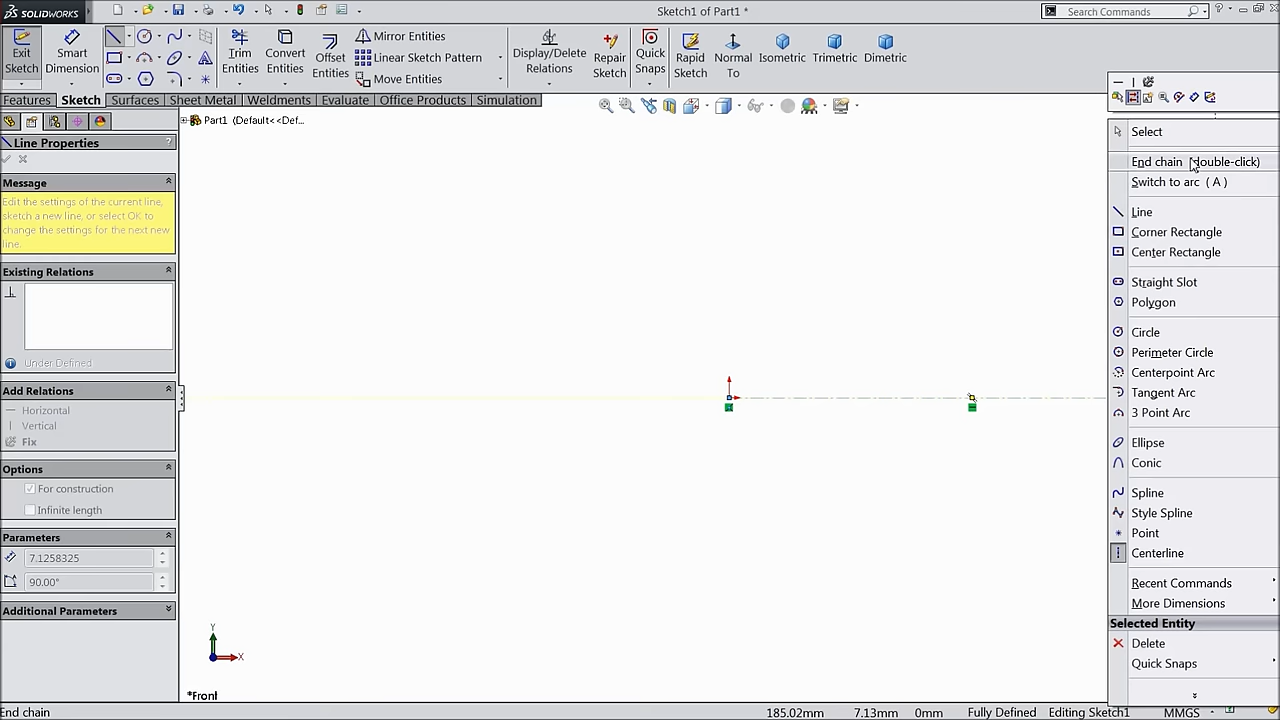 SOLIDWORKS
Sketch1 of Part1 *
Search Commands
Exit Sketch
Smart Dimension
Trim Entities
Convert Entities
Offset Entities
Mirror Entities
Linear Sketch Pattern
Move Entities
Display/Delete Relations
Repair Sketch
Quick Snaps
Rapid Sketch
Normal To
Isometric
Trimetric
Dimetric
Features
Sketch
Surfaces
Sheet Metal
Weldments
Evaluate
Office Products
Simulation
Part1 (Default<<Def...
Line Properties
?
Message
Edit the settings of the current line,
sketch a new line, or select OK to
change the settings for the next new
line.
Existing Relations
Under Defined
Add Relations
Horizontal
Vertical
Fix
Options
For construction
Infinite length
Parameters
7.1258325
90.00°
Additional Parameters
Select
End chain (double-click)
Switch to arc ( A )
Line
Corner Rectangle
Center Rectangle
Straight Slot
Polygon
Circle
Perimeter Circle
Centerpoint Arc
Tangent Arc
3 Point Arc
Ellipse
Conic
Spline
Style Spline
Point
Centerline
Recent Commands
More Dimensions
Selected Entity
Delete
Quick Snaps
Y
X
*Front
End chain
185.02mm
7.13mm
0mm
Fully Defined
Editing Sketch1
MMGS